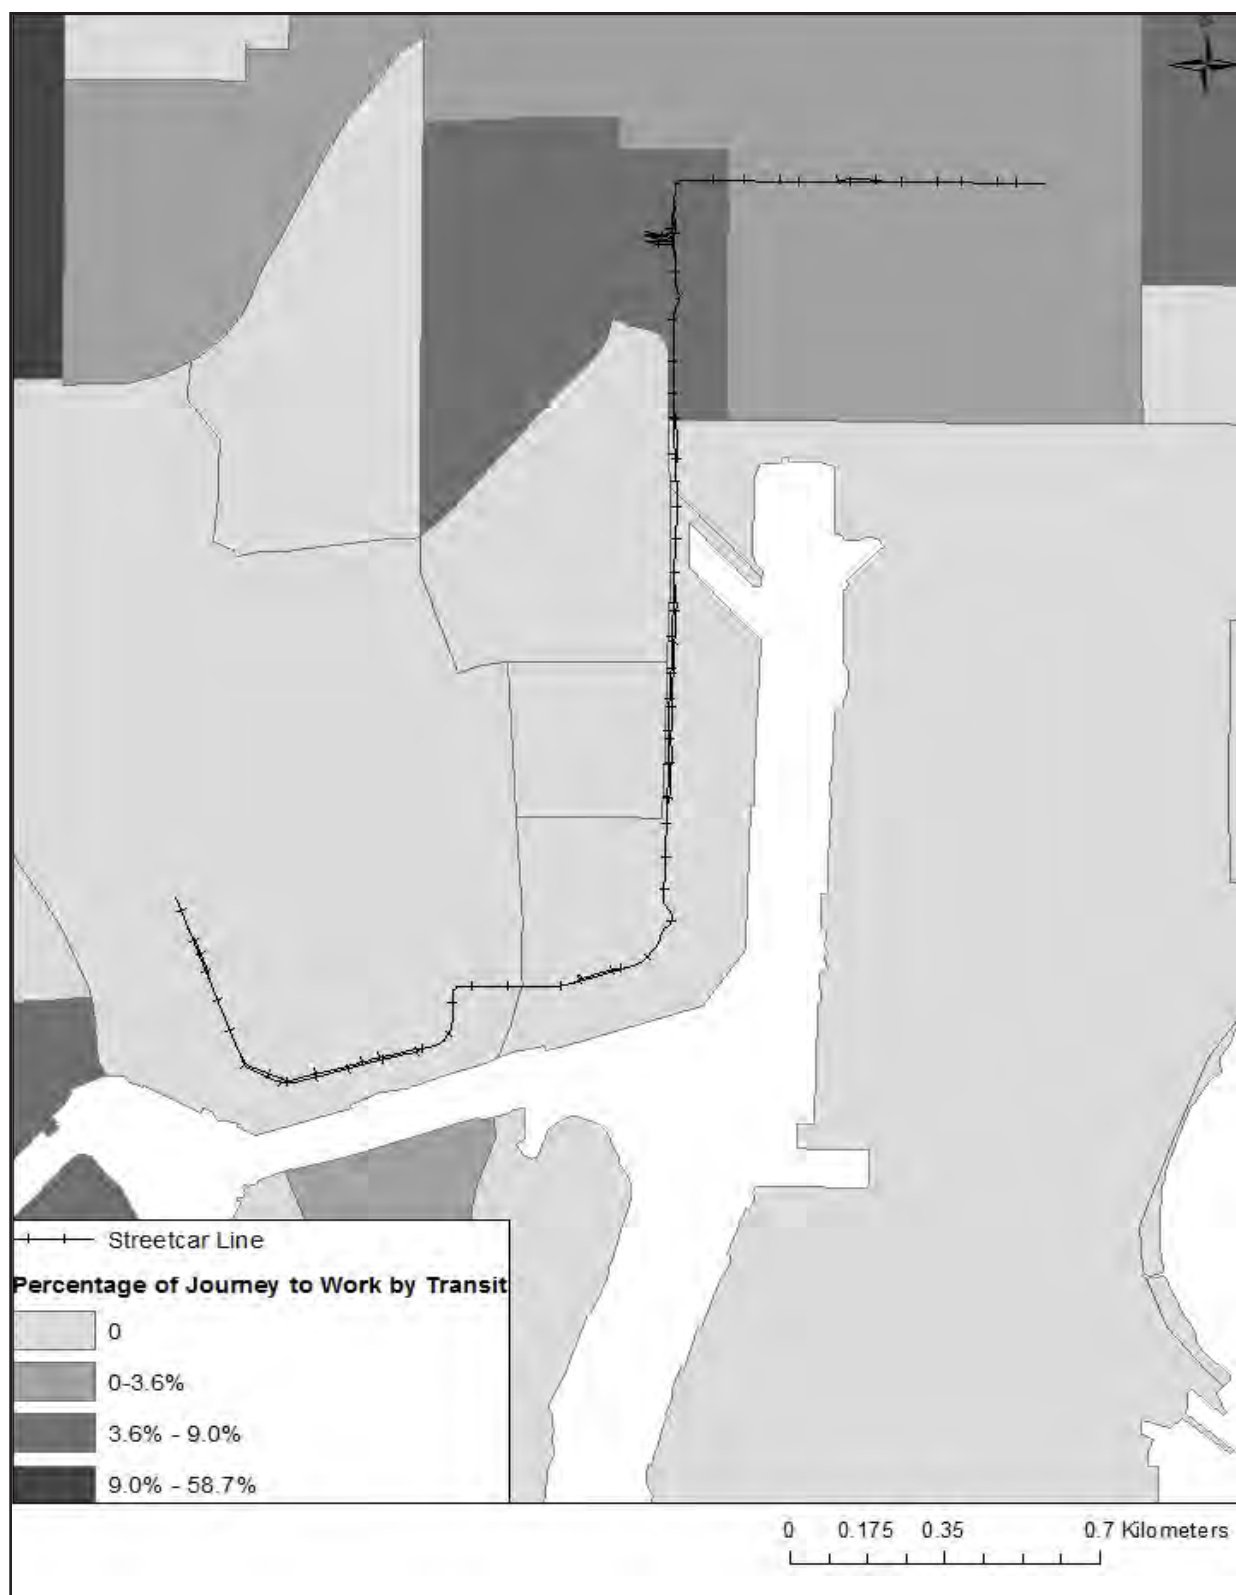 Streetcar Line
Percentage of Journey to Work by Transit
0
0-3.6%
3.6% - 9.0%
9.0% - 58.7%
0 0.175 0.35 0.7 Kilometers